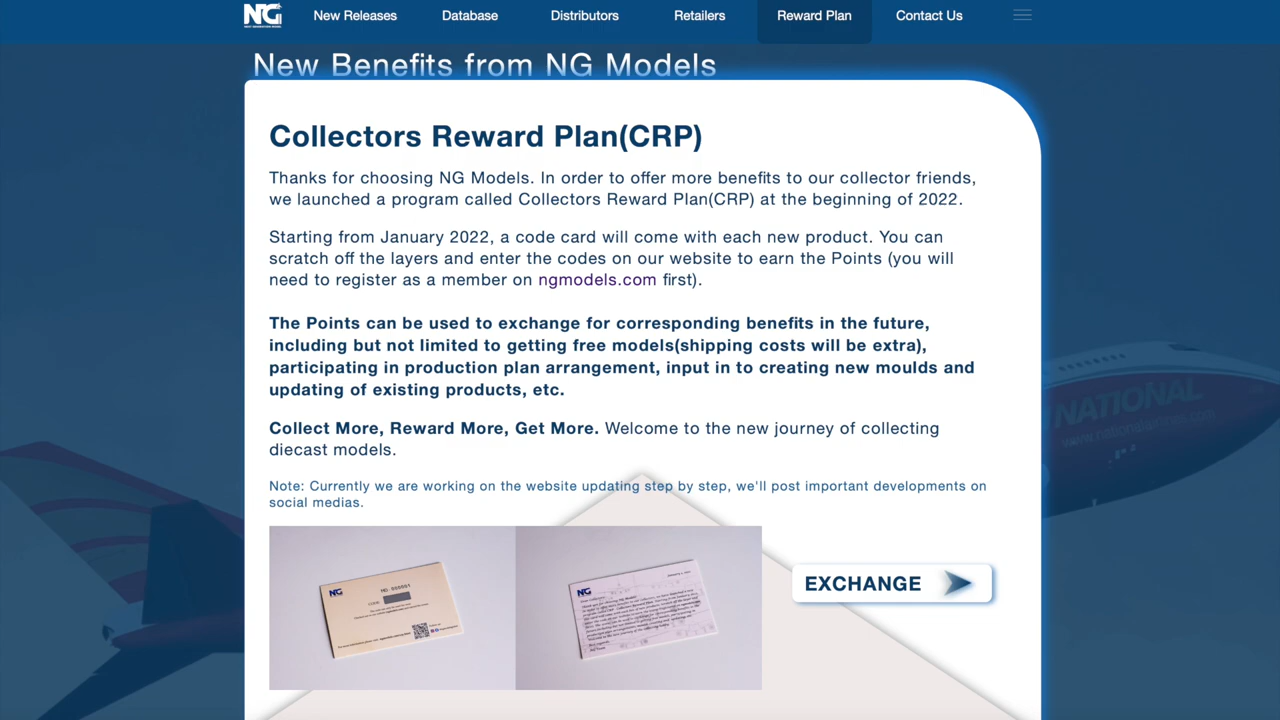 NG
New Releases
Database
Distributors
Retailers
Reward Plan
Contact Us
New Benefits from NG Models
Collectors Reward Plan(CRP)
Thanks for choosing NG Models. In order to offer more benefits to our collector friends,
we launched a program called Collectors Reward Plan(CRP) at the beginning of 2022.
Starting from January 2022, a code card will come with each new product. You can
scratch off the layers and enter the codes on our website to earn the Points (you will
need to register as a member on ngmodels.com first).
The Points can be used to exchange for corresponding benefits in the future,
including but not limited to getting free models(shipping costs will be extra),
participating in production plan arrangement, input in to creating new moulds and
updating of existing products, etc.
Collect More, Reward More, Get More. Welcome to the new journey of collecting
diecast models.
Note: Currently we are working on the website updating step by step, we'll post important developments on
social medias.
NATIONAL
NG
NG
EXCHANGE